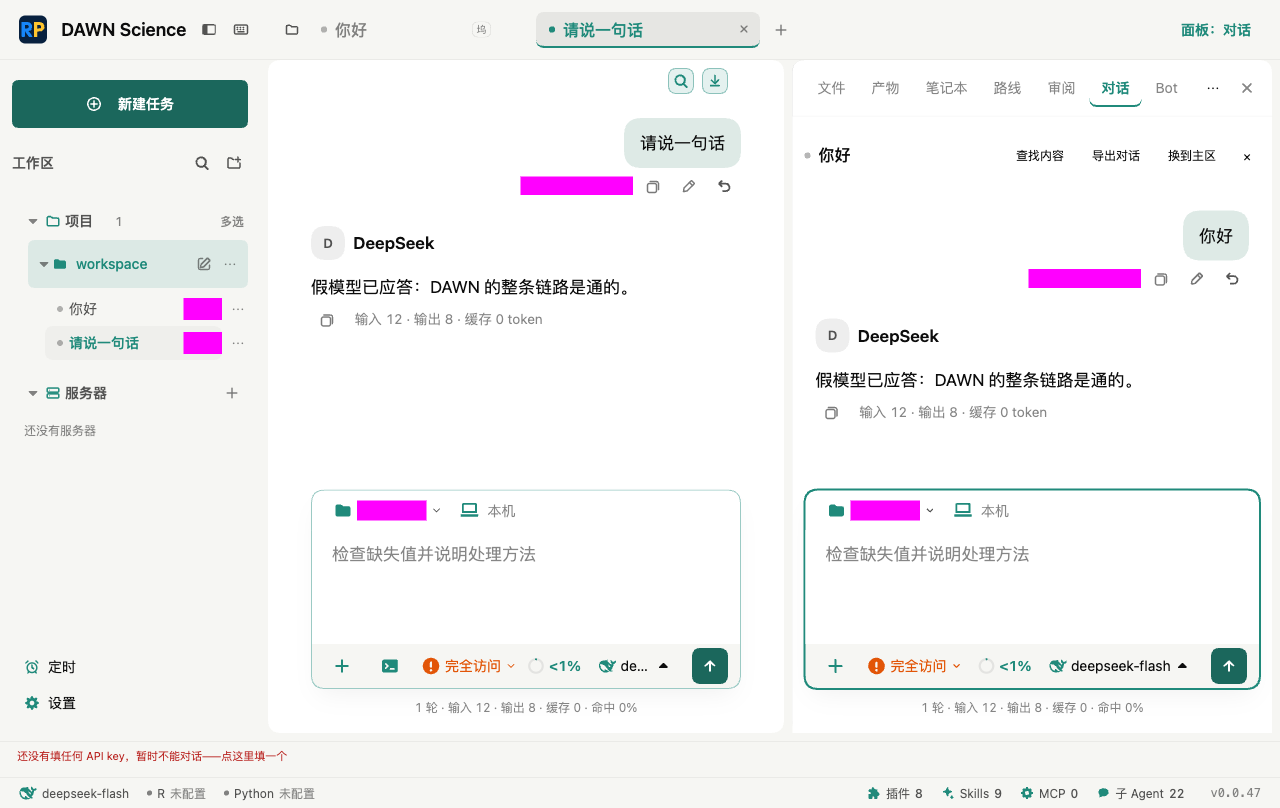 RP DAWN Science 你好 坞 请说一句话 × + 面板：对话
新建任务
工作区
项目 1 多选
workspace ...
你好 ...
请说一句话 ...
服务器 +
还没有服务器
定时
设置
请说一句话
D DeepSeek
假模型已应答：DAWN 的整条链路是通的。
输入 12 · 输出 8 · 缓存 0 token
本机
检查缺失值并说明处理方法
+ 完全访问 <1% de...
1 轮 · 输入 12 · 输出 8 · 缓存 0 · 命中 0%
文件 产物 笔记本 路线 审阅 对话 Bot ... ×
你好 查找内容 导出对话 换到主区 ×
你好
D DeepSeek
假模型已应答：DAWN 的整条链路是通的。
输入 12 · 输出 8 · 缓存 0 token
本机
检查缺失值并说明处理方法
+ 完全访问 <1% deepseek-flash
1 轮 · 输入 12 · 输出 8 · 缓存 0 · 命中 0%
还没有填任何 API key，暂时不能对话——点这里填一个
deepseek-flash R 未配置 Python 未配置 插件 8 Skills 9 MCP 0 子 Agent 22 v0.0.47